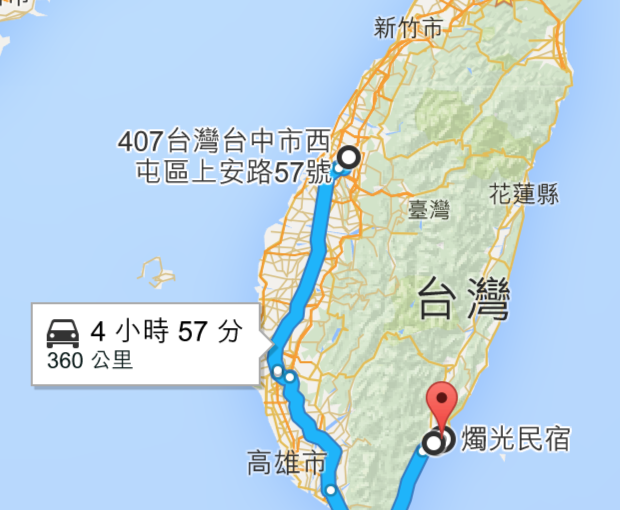 新竹市
407台灣台中市西
屯區上安路57號
花蓮縣
臺灣
台灣
4 小時 57 分
360 公里
燭光民宿
高雄市